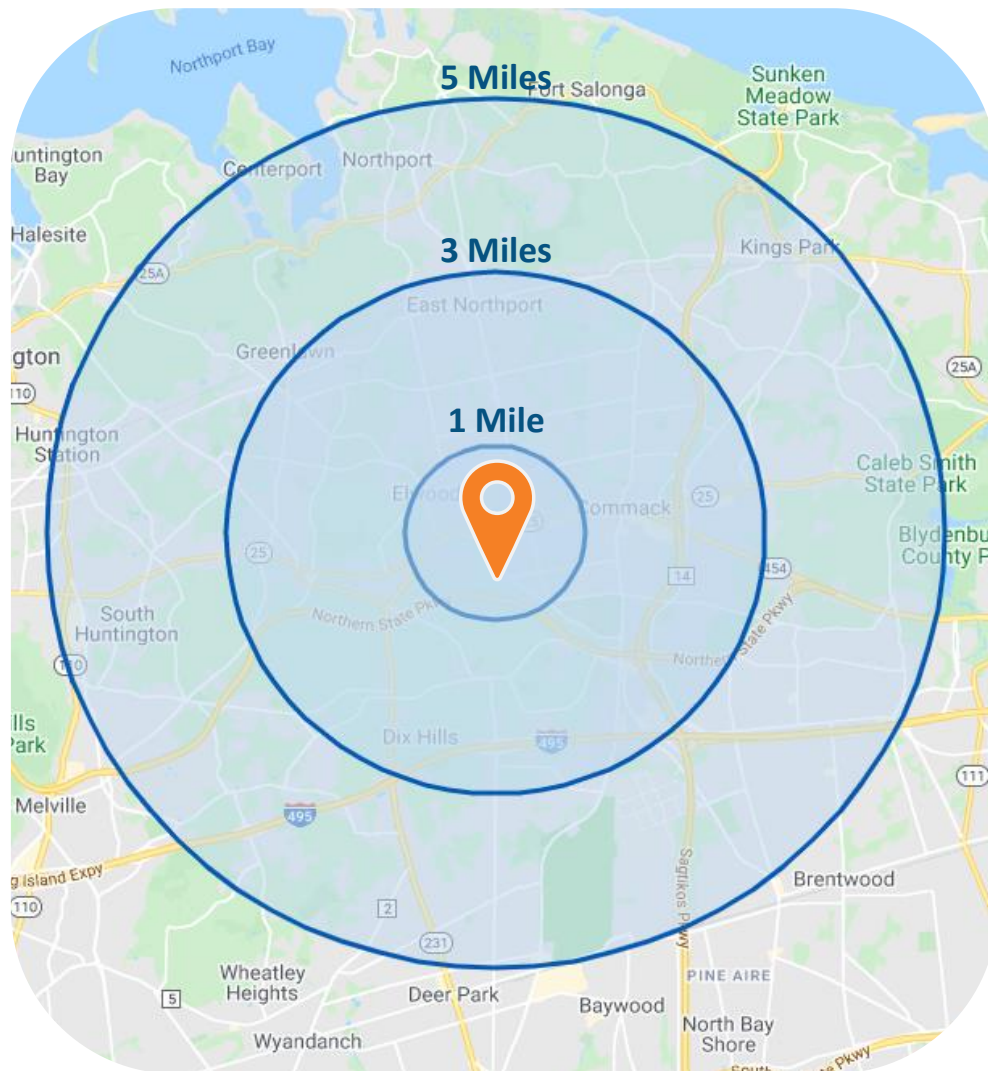 Northport Bay
5 Miles
Fort Salonga
Sunken
Meadow
State Park
untington
Bay
Centerport
Northport
Halesite
25A
3 Miles
Kings Park
East Northport
Greenlawn
gton
110
25A
1 Mile
Huntington
Station
Caleb Smith
State Park
Elwood
Commack
25
25
454
14
Blydenbu
County P
South
Huntington
Northern State Pkwy
110
Northern State Pkwy
lls
Park
Dix Hills
495
111
Melville
495
g Island Expy
110
2
231
Sagtikos Pkwy
Brentwood
Wheatley
Heights
5
Deer Park
PINE AIRE
Baywood
North Bay
Shore
Wyandanch